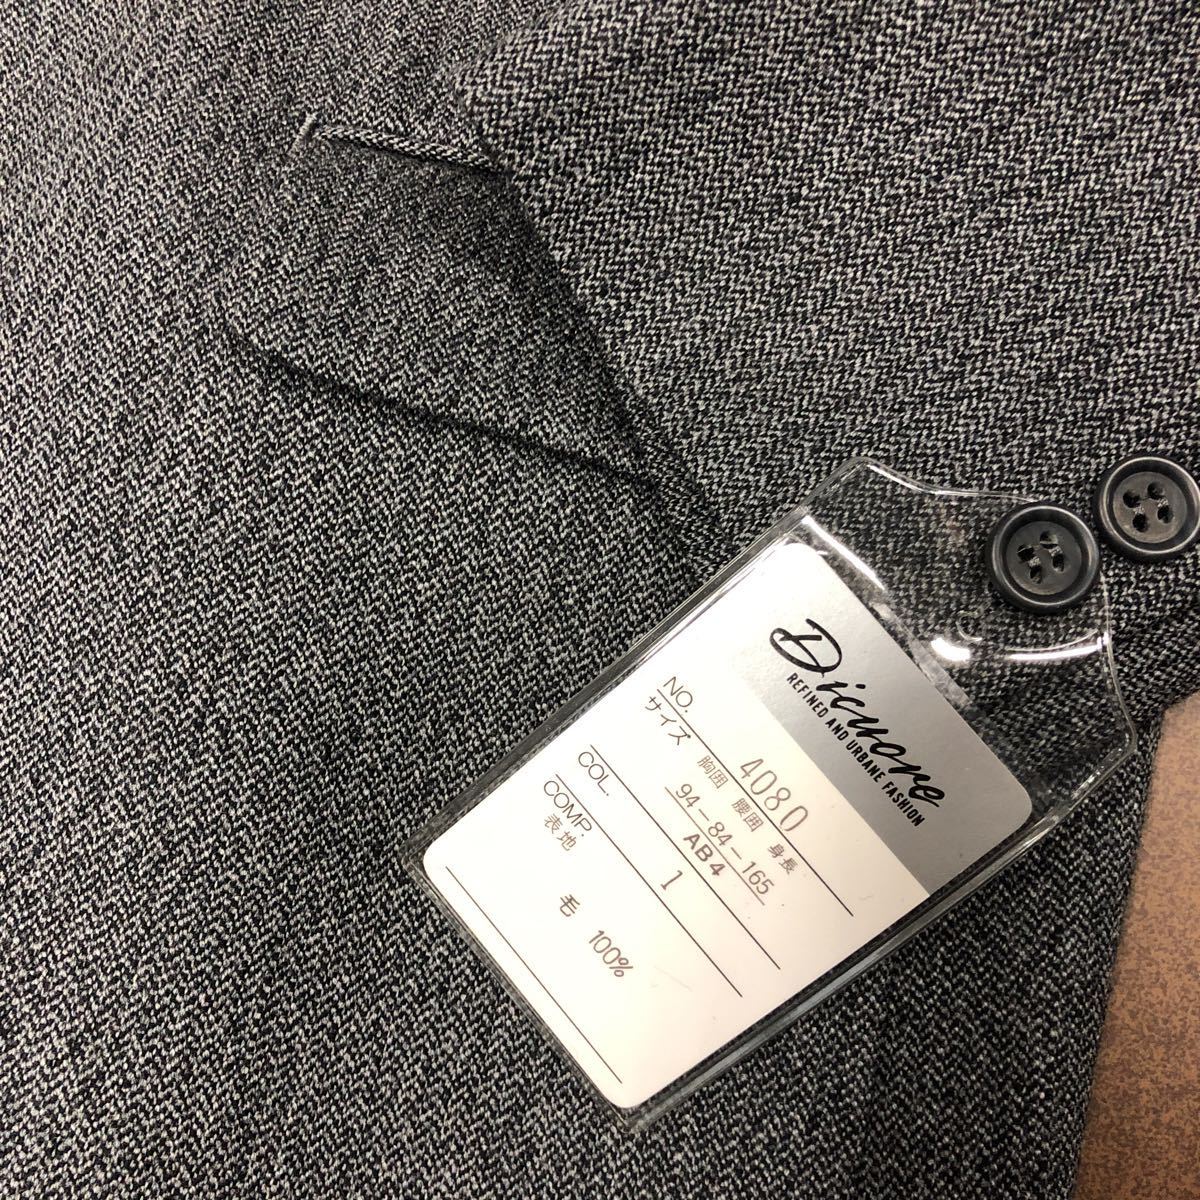 Dicuore
REFINED AND URBANE FASHION
NO. 4080
サイズ 胸囲 腰囲 身長
94-84-165
AB4
COL. 1
COMP.
表地
毛 100%